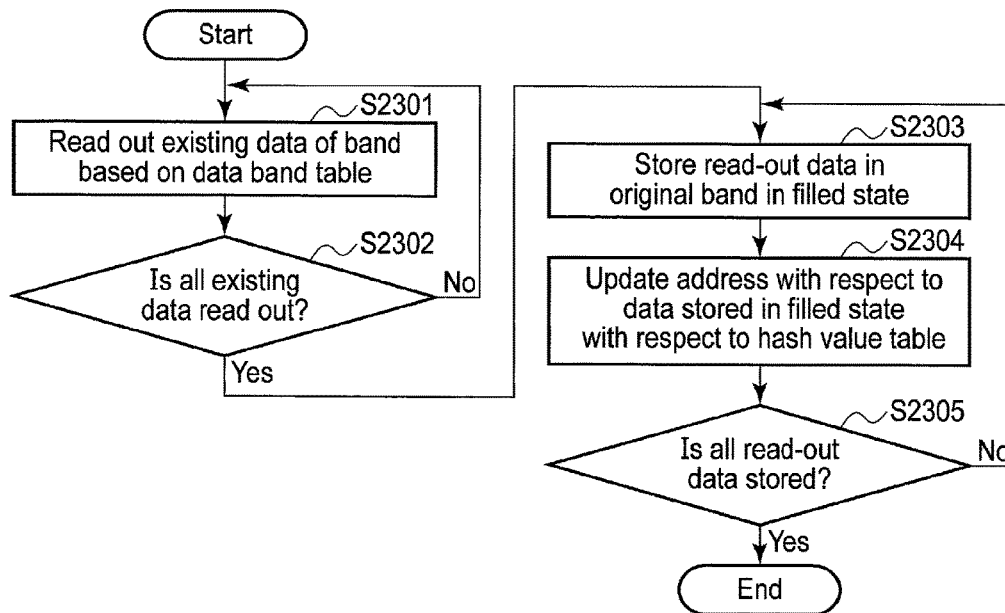 Start
S2301
Read out existing data of band
based on data band table
S2302
Is all existing
data read out?
No
Yes
S2303
Store read-out data in
original band in filled state
S2304
Update address with respect to
data stored in filled state
with respect to hash value table
S2305
Is all read-out
data stored?
No
Yes
End